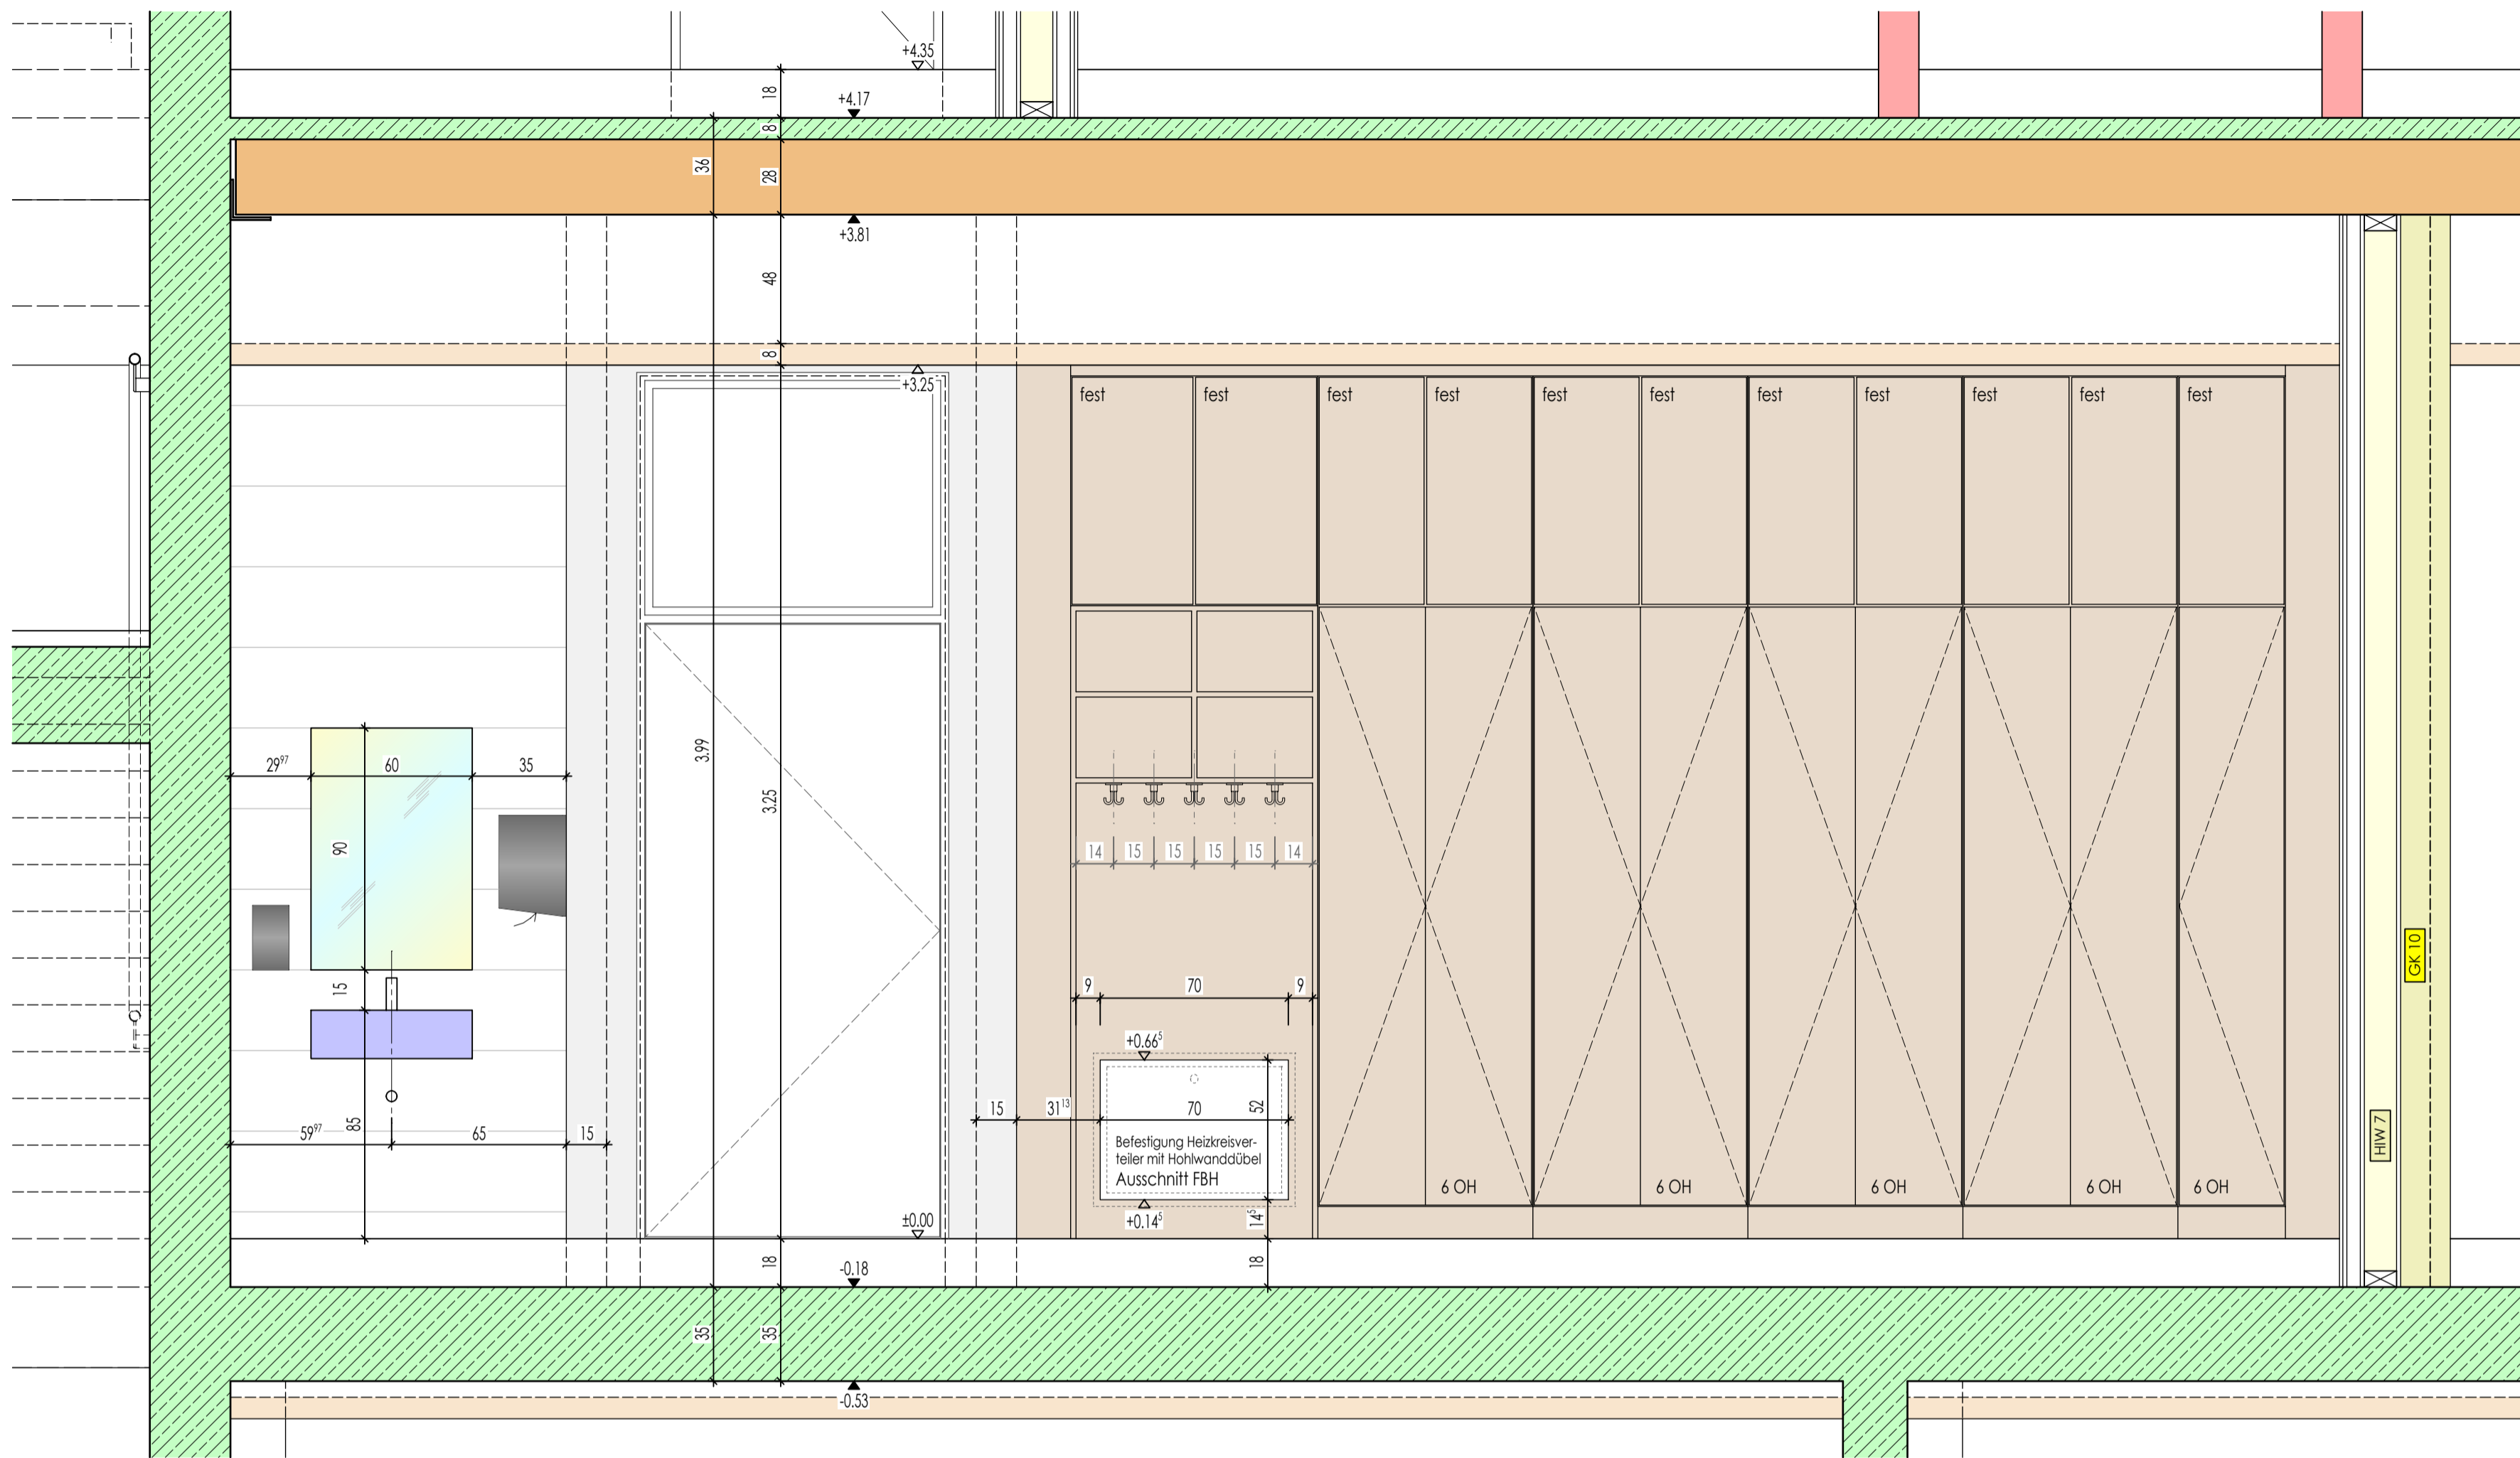 +4.35
18
+4.17
8
36
28
+3.81
48
8
+3.25
fest
fest
fest
fest
fest
fest
fest
fest
fest
fest
fest
3.99
29⁹⁷
60
35
3.25
90
14
15
15
15
15
14
GK 10
15
9
70
9
+0.66⁵
15
31¹³
70
52
59⁹⁷
85
65
15
HIW 7
Befestigung Heizkreisver-
teiler mit Hohlwanddübel
Ausschnitt FBH
6 OH
6 OH
6 OH
6 OH
6 OH
±0.00
+0.14⁵
14⁵
18
-0.18
18
35
35
-0.53